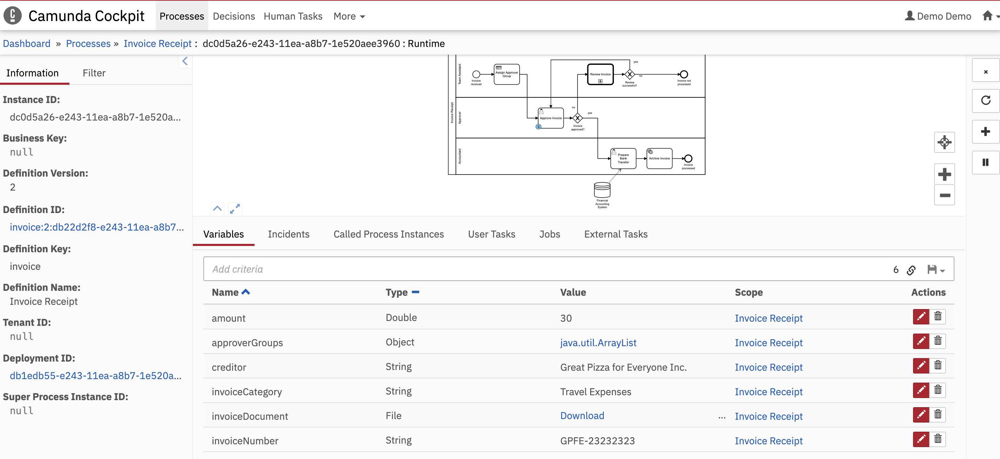 Camunda Cockpit Processes Decisions Human Tasks More Demo Demo
Dashboard » Processes » Invoice Receipt : dc0d5a26-e243-11ea-a8b7-1e520aee3960 : Runtime
Information Filter
Instance ID:
dc0d5a26-e243-11ea-a8b7-1e520a...
Business Key:
null
Definition Version:
2
Definition ID:
invoice:2:db22d2f8-e243-11ea-a8b7...
Definition Key:
invoice
Definition Name:
Invoice Receipt
Tenant ID:
null
Deployment ID:
db1edb55-e243-11ea-a8b7-1e520a...
Super Process Instance ID:
null
Invoice Receipt
Team Assistant
Invoice
received
Assign Approver
Group
Review Invoice
yes
Review
successful?
no
Invoice not
processed
Approver
Approve Invoice
1
no
Invoice
approved?
yes
Accountant
Prepare
Bank
Transfer
Archive Invoice
Invoice
processed
Financial
Accounting
System
Variables Incidents Called Process Instances User Tasks Jobs External Tasks
Add criteria 6
Name Type Value Scope Actions
amount Double 30 Invoice Receipt
approverGroups Object java.util.ArrayList Invoice Receipt
creditor String Great Pizza for Everyone Inc. Invoice Receipt
invoiceCategory String Travel Expenses Invoice Receipt
invoiceDocument File Download ... Invoice Receipt
invoiceNumber String GPFE-23232323 Invoice Receipt